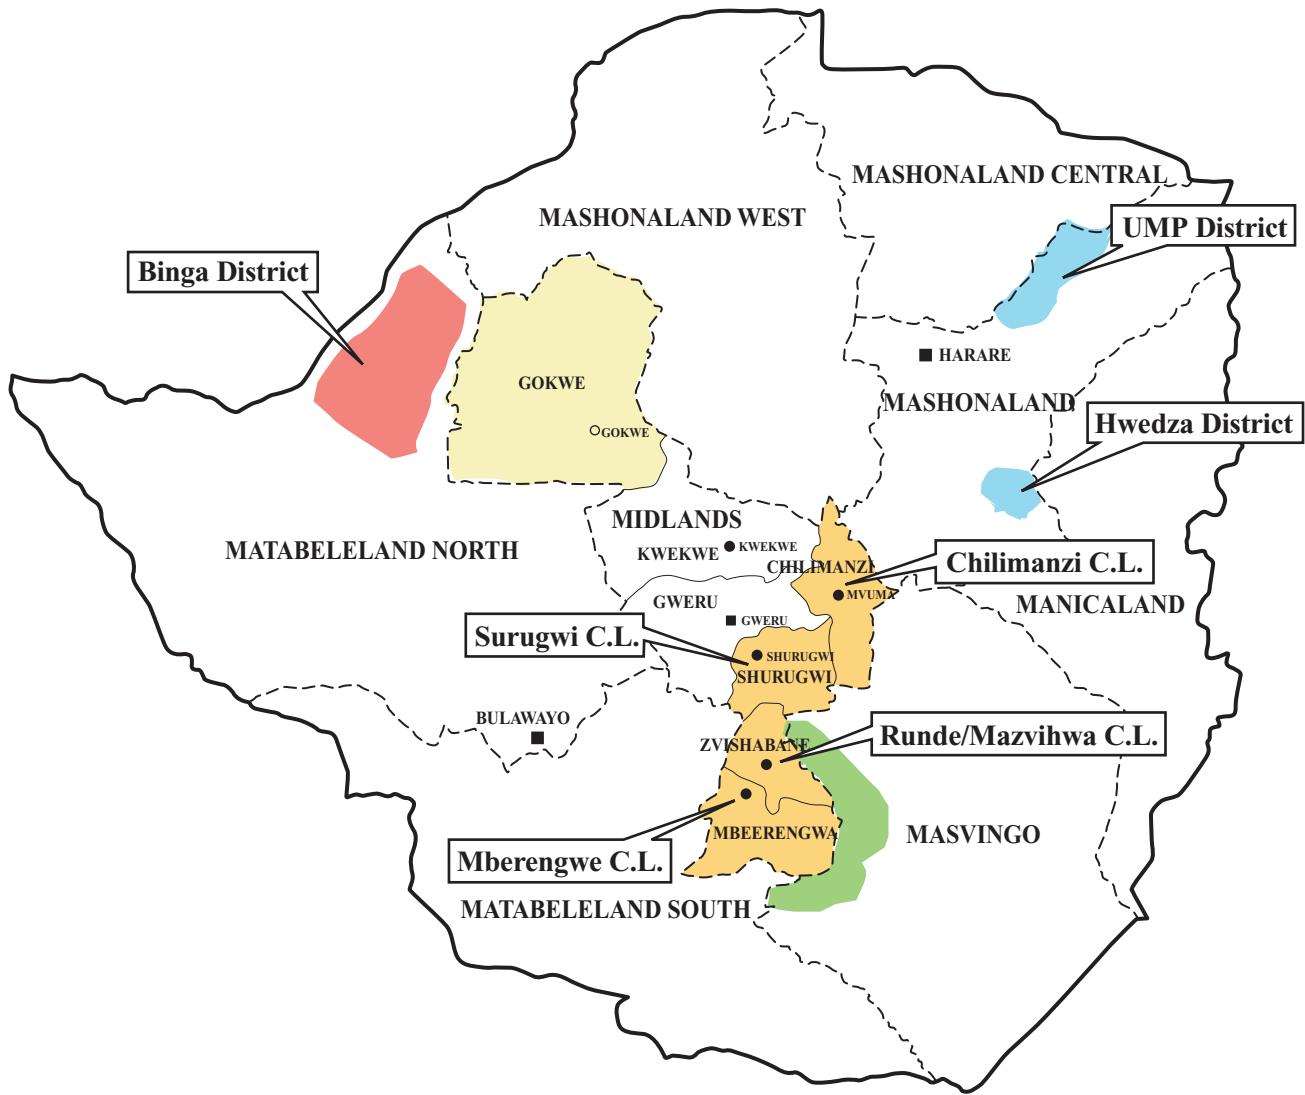 MASHONALAND CENTRAL
MASHONALAND WEST
UMP District
Binga District
HARARE
GOKWE
MASHONALAND
Hwedza District
GOKWE
MIDLANDS
KWEKWE
KWEKWE
MATABELELAND NORTH
CHILIMANZI
Chilimanzi C.L.
MVUMA
GWERU
MANICALAND
GWERU
Surugwi C.L.
SHURUGWI
SHURUGWI
BULAWAYO
ZVISHABANE
Runde/Mazvihwa C.L.
MBEERENGWA
MASVINGO
Mberengwe C.L.
MATABELELAND SOUTH